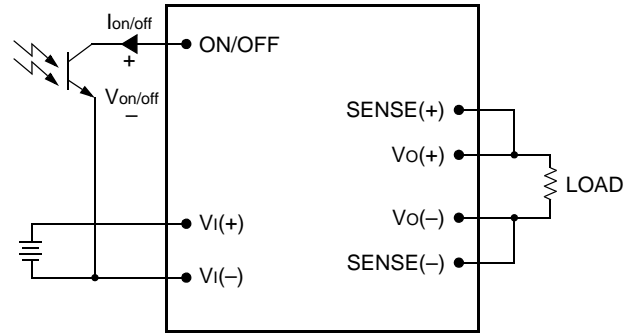 Ion/off
ON/OFF
+
Von/off
–
SENSE(+)
VO(+)
LOAD
VI(+)
VO(–)
VI(–)
SENSE(–)